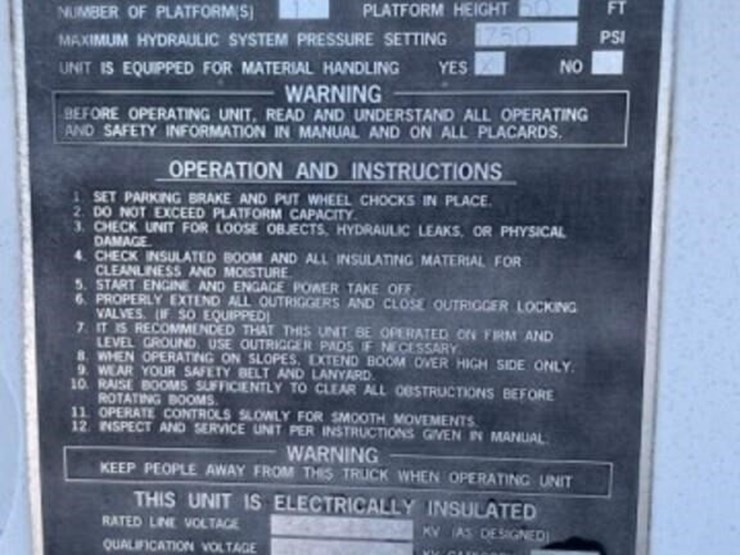 NUMBER OF PLATFORM(S) 1 PLATFORM HEIGHT 50 FT
MAXIMUM HYDRAULIC SYSTEM PRESSURE SETTING 1750 PSI
UNIT IS EQUIPPED FOR MATERIAL HANDLING YES X NO
WARNING
BEFORE OPERATING UNIT, READ AND UNDERSTAND ALL OPERATING
AND SAFETY INFORMATION IN MANUAL AND ON ALL PLACARDS.
OPERATION AND INSTRUCTIONS
1. SET PARKING BRAKE AND PUT WHEEL CHOCKS IN PLACE.
2. DO NOT EXCEED PLATFORM CAPACITY.
3. CHECK UNIT FOR LOOSE OBJECTS, HYDRAULIC LEAKS, OR PHYSICAL
DAMAGE.
4. CHECK INSULATED BOOM AND ALL INSULATING MATERIAL FOR
CLEANLINESS AND MOISTURE.
5. START ENGINE AND ENGAGE POWER TAKE OFF.
6. PROPERLY EXTEND ALL OUTRIGGERS AND CLOSE OUTRIGGER LOCKING
VALVES. (IF SO EQUIPPED)
7. IT IS RECOMMENDED THAT THIS UNIT BE OPERATED ON FIRM AND
LEVEL GROUND. USE OUTRIGGER PADS IF NECESSARY.
8. WHEN OPERATING ON SLOPES, EXTEND BOOM OVER HIGH SIDE ONLY.
9. WEAR YOUR SAFETY BELT AND LANYARD.
10. RAISE BOOMS SUFFICIENTLY TO CLEAR ALL OBSTRUCTIONS BEFORE
ROTATING BOOMS.
11. OPERATE CONTROLS SLOWLY FOR SMOOTH MOVEMENTS.
12. INSPECT AND SERVICE UNIT PER INSTRUCTIONS GIVEN IN MANUAL.
WARNING
KEEP PEOPLE AWAY FROM THIS TRUCK WHEN OPERATING UNIT
THIS UNIT IS ELECTRICALLY INSULATED
RATED LINE VOLTAGE KV (AS DESIGNED)
QUALIFICATION VOLTAGE KV